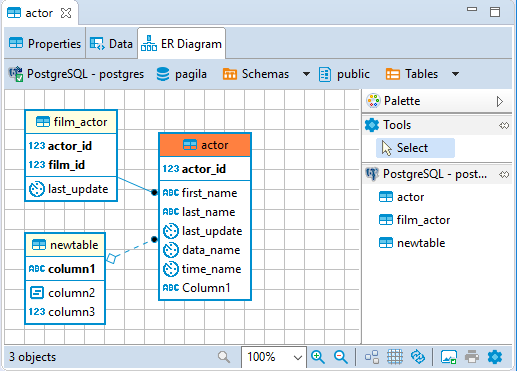 actor
Properties Data ER Diagram
PostgreSQL - postgres pagila Schemas public Tables
film_actor
123 actor_id
123 film_id
last_update
actor
123 actor_id
ABC first_name
ABC last_name
last_update
data_name
time_name
ABC Column1
newtable
ABC column1
column2
123 column3
Palette
Tools
Select
PostgreSQL - post...
actor
film_actor
newtable
3 objects
100%